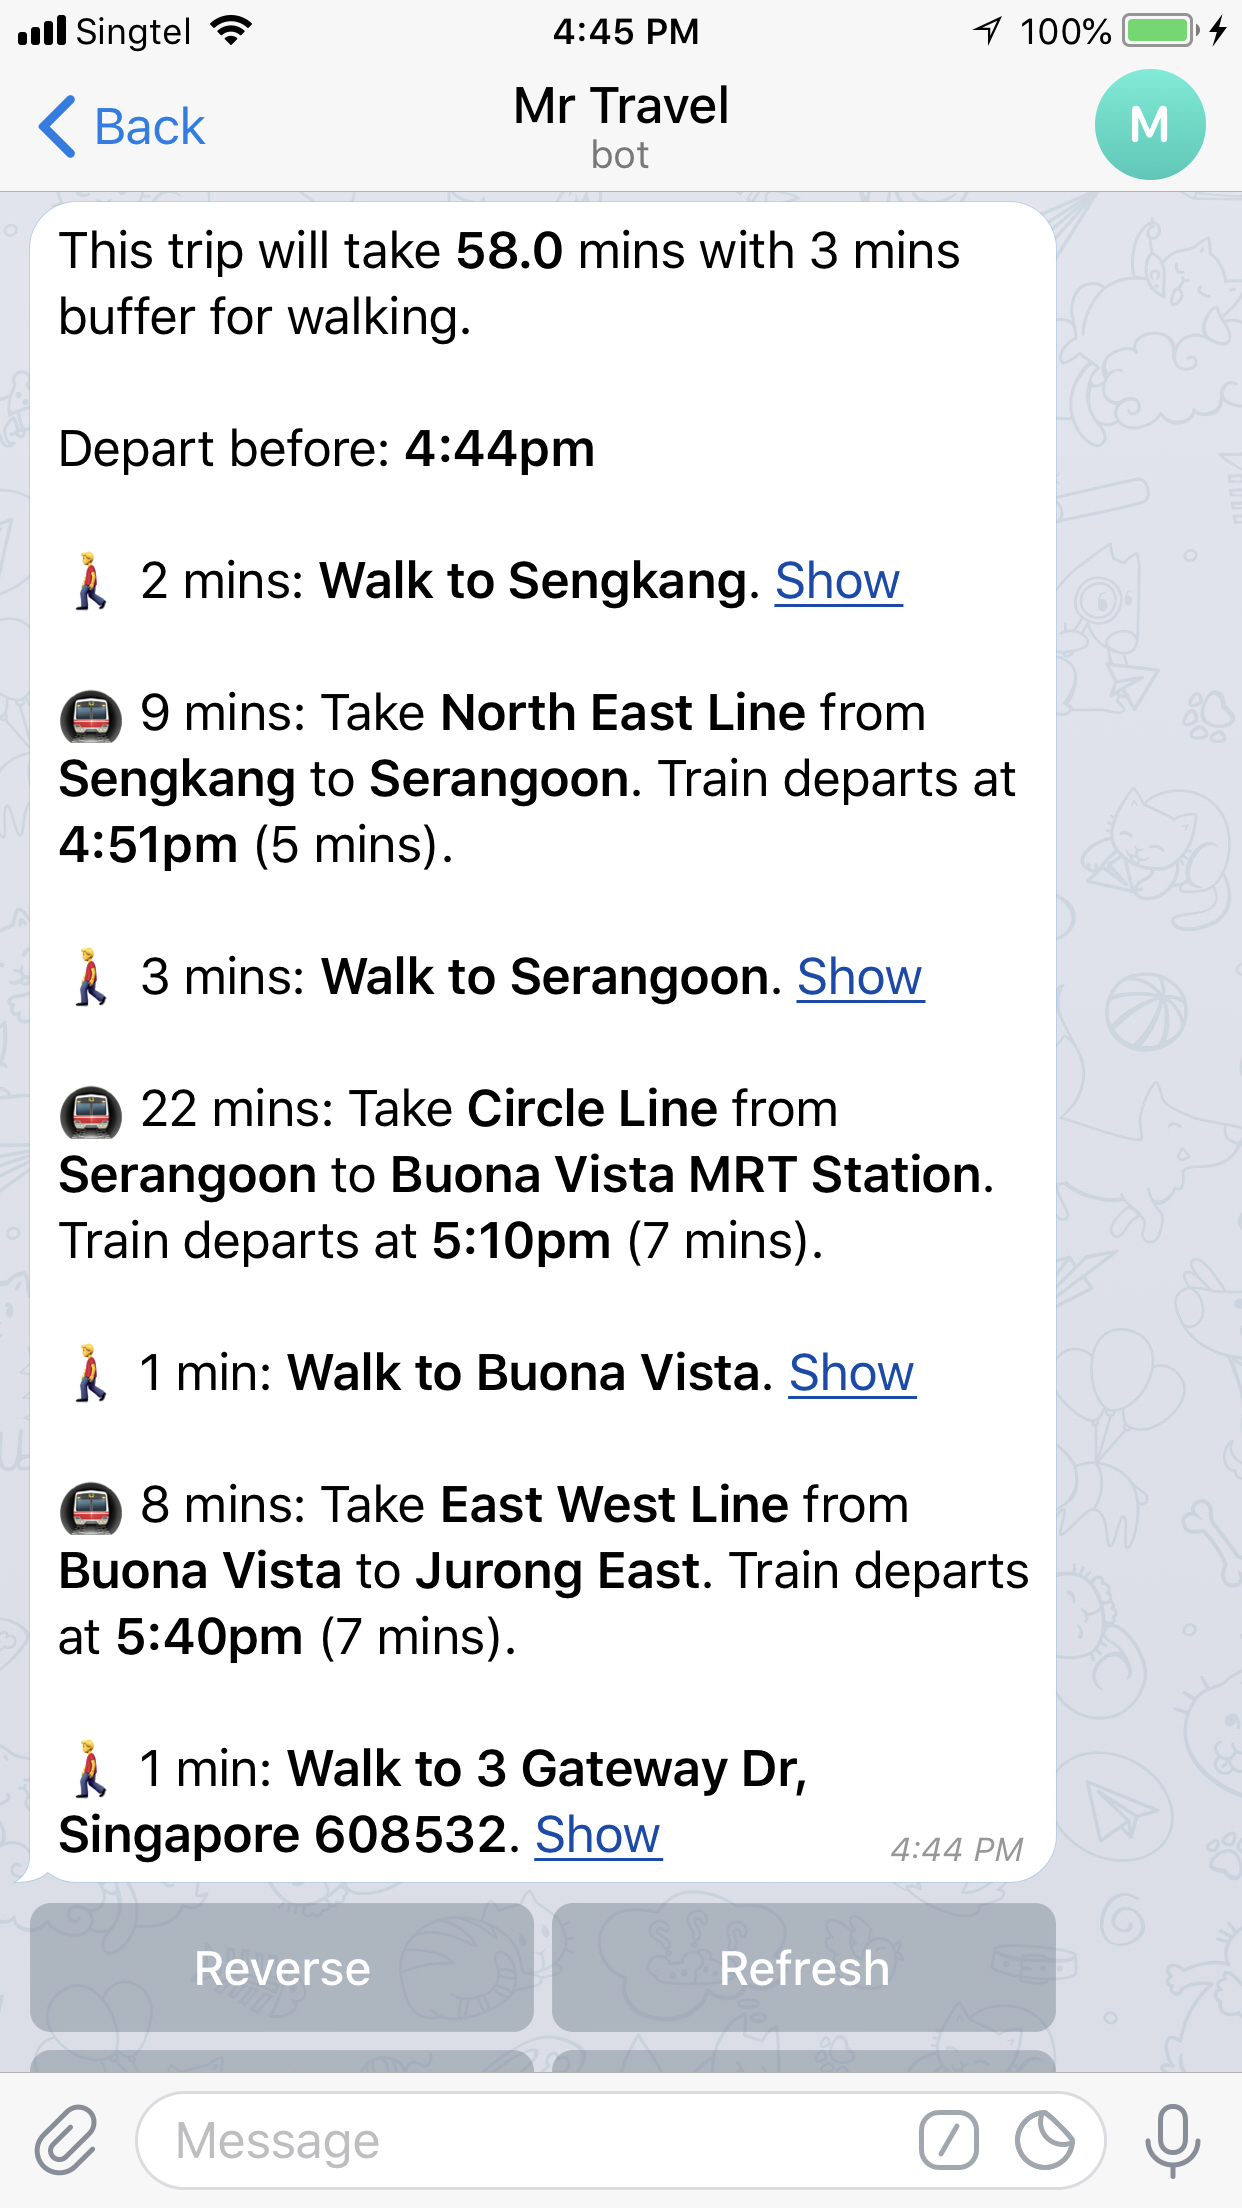 Singtel 4:45 PM 100%
Back Mr Travel M
bot
This trip will take 58.0 mins with 3 mins
buffer for walking.
Depart before: 4:44pm
2 mins: Walk to Sengkang. Show
9 mins: Take North East Line from
Sengkang to Serangoon. Train departs at
4:51pm (5 mins).
3 mins: Walk to Serangoon. Show
22 mins: Take Circle Line from
Serangoon to Buona Vista MRT Station.
Train departs at 5:10pm (7 mins).
1 min: Walk to Buona Vista. Show
8 mins: Take East West Line from
Buona Vista to Jurong East. Train departs
at 5:40pm (7 mins).
1 min: Walk to 3 Gateway Dr,
Singapore 608532. Show
4:44 PM
Reverse Refresh
Message